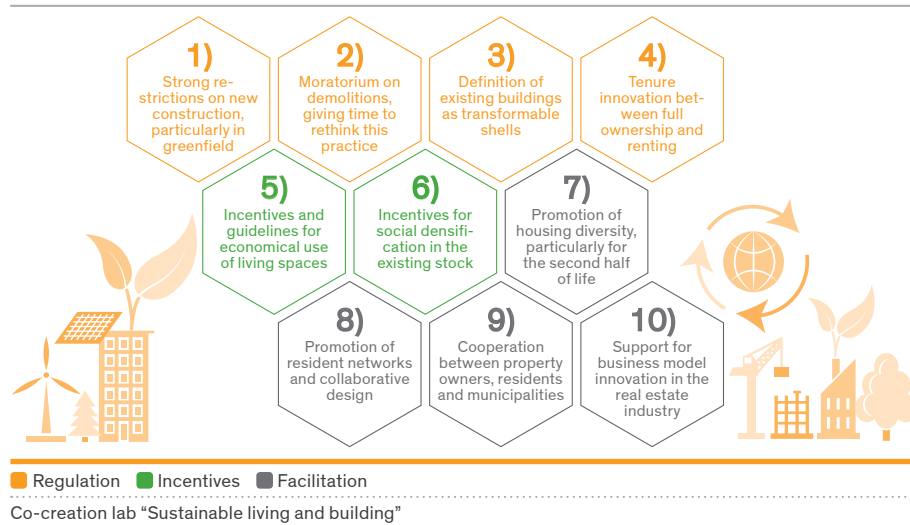 1)
Strong re-
strictions on new
construction,
particularly in
greenfield
2)
Moratorium on
demolitions,
giving time to
rethink this
practice
3)
Definition of
existing buildings
as transformable
shells
4)
Tenure
innovation bet-
ween full
ownership and
renting
5)
Incentives and
guidelines for
economical use
of living spaces
6)
Incentives for
social densifi-
cation in the
existing stock
7)
Promotion of
housing diversity,
particularly for
the second half
of life
8)
Promotion of
resident networks
and collaborative
design
9)
Cooperation
between property
owners, residents
and municipalities
10)
Support for
business model
innovation in the
real estate
industry
Regulation Incentives Facilitation
Co-creation lab “Sustainable living and building”